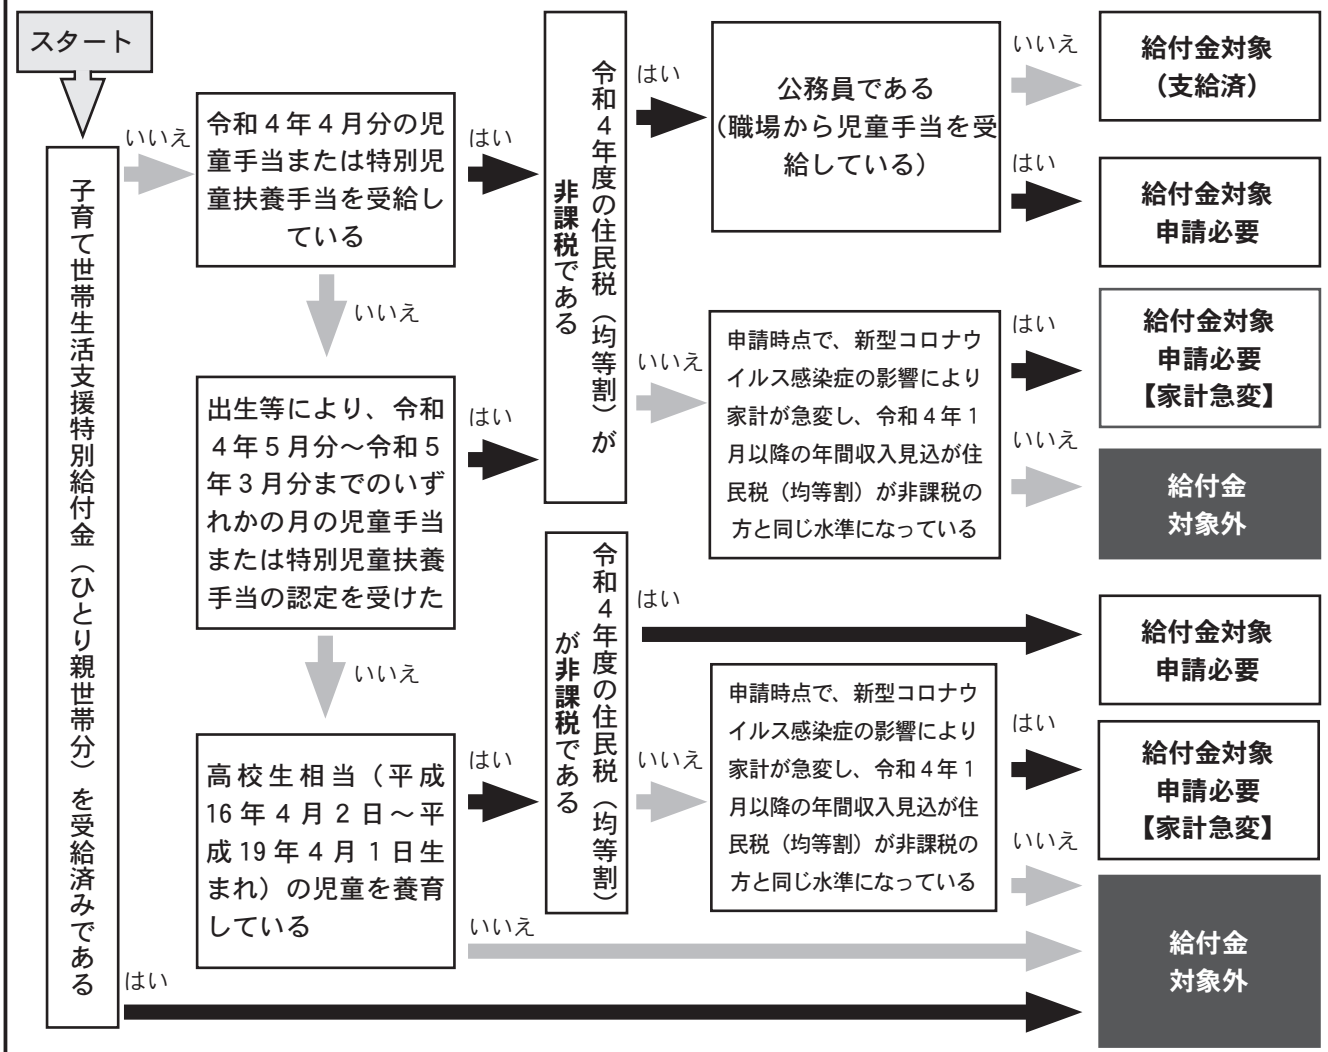 スタート
子育て世帯生活支援特別給付金（ひとり親世帯分）を受給済みである
いいえ
令和４年４月分の児
童手当または特別児
童扶養手当を受給し
ている
はい
いいえ
出生等により、令和
４年５月分～令和５
年３月分までのいず
れかの月の児童手当
または特別児童扶養
手当の認定を受けた
はい
いいえ
高校生相当（平成
16年４月２日～平
成19年４月１日生
まれ）の児童を養育
している
はい
いいえ
はい
令和４年度の住民税（均等割）が
非課税である
はい
公務員である
（職場から児童手当を受
給している）
いいえ
給付金対象
（支給済）
はい
給付金対象
申請必要
いいえ
申請時点で、新型コロナウ
イルス感染症の影響により
家計が急変し、令和４年１
月以降の年間収入見込が住
民税（均等割）が非課税の
方と同じ水準になっている
はい
給付金対象
申請必要
【家計急変】
いいえ
給付金
対象外
令和４年度の住民税（均等割）
が非課税である
はい
給付金対象
申請必要
いいえ
申請時点で、新型コロナウ
イルス感染症の影響により
家計が急変し、令和４年１
月以降の年間収入見込が住
民税（均等割）が非課税の
方と同じ水準になっている
はい
給付金対象
申請必要
【家計急変】
いいえ
給付金
対象外